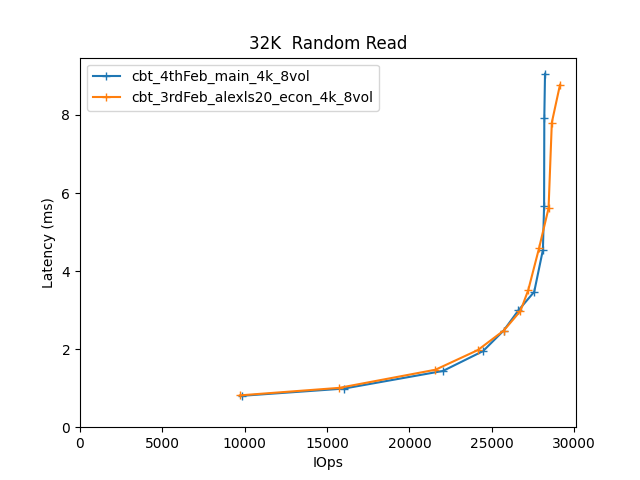 32K  Random Read
cbt_4thFeb_main_4k_8vol
cbt_3rdFeb_alexls20_econ_4k_8vol
8
6
4
2
0
Latency (ms)
0 5000 10000 15000 20000 25000 30000
IOps